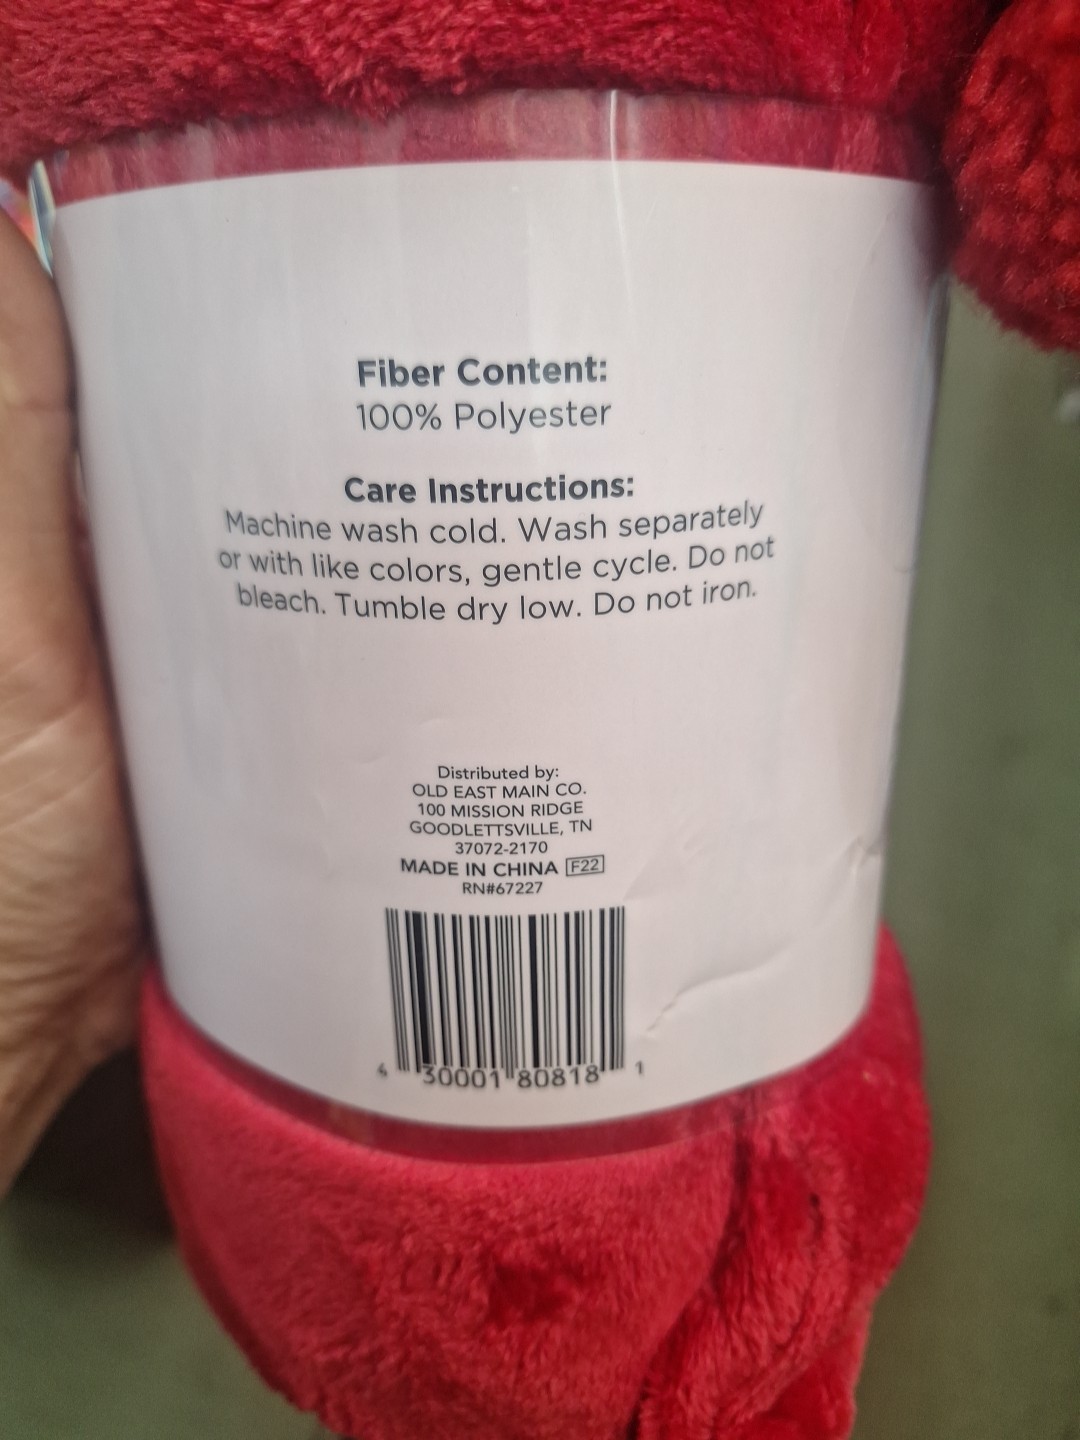 Fiber Content:
100% Polyester
Care Instructions:
Machine wash cold. Wash separately
or with like colors, gentle cycle. Do not
bleach. Tumble dry low. Do not iron.
Distributed by:
OLD EAST MAIN CO.
100 MISSION RIDGE
GOODLETTSVILLE, TN
37072-2170
MADE IN CHINA F22
RN#67227
4 30001 80818 1